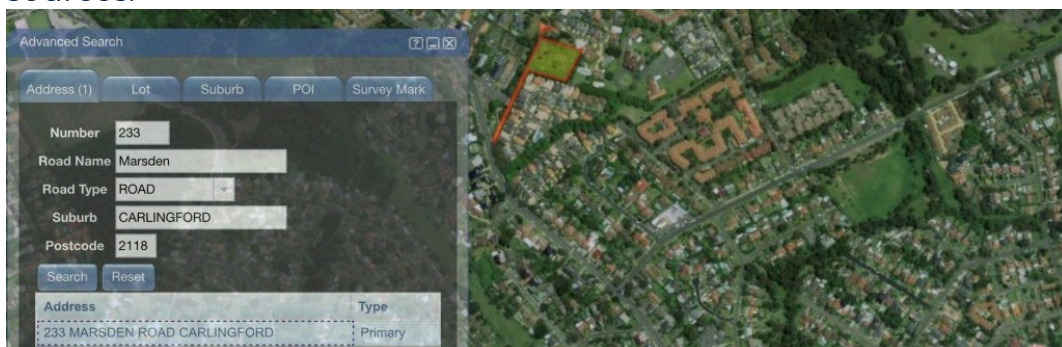 Advanced Search
Address (1) Lot Suburb POI Survey Mark
Number 233
Road Name Marsden
Road Type ROAD
Suburb CARLINGFORD
Postcode 2118
Search Reset
Address Type
233 MARSDEN ROAD CARLINGFORD Primary